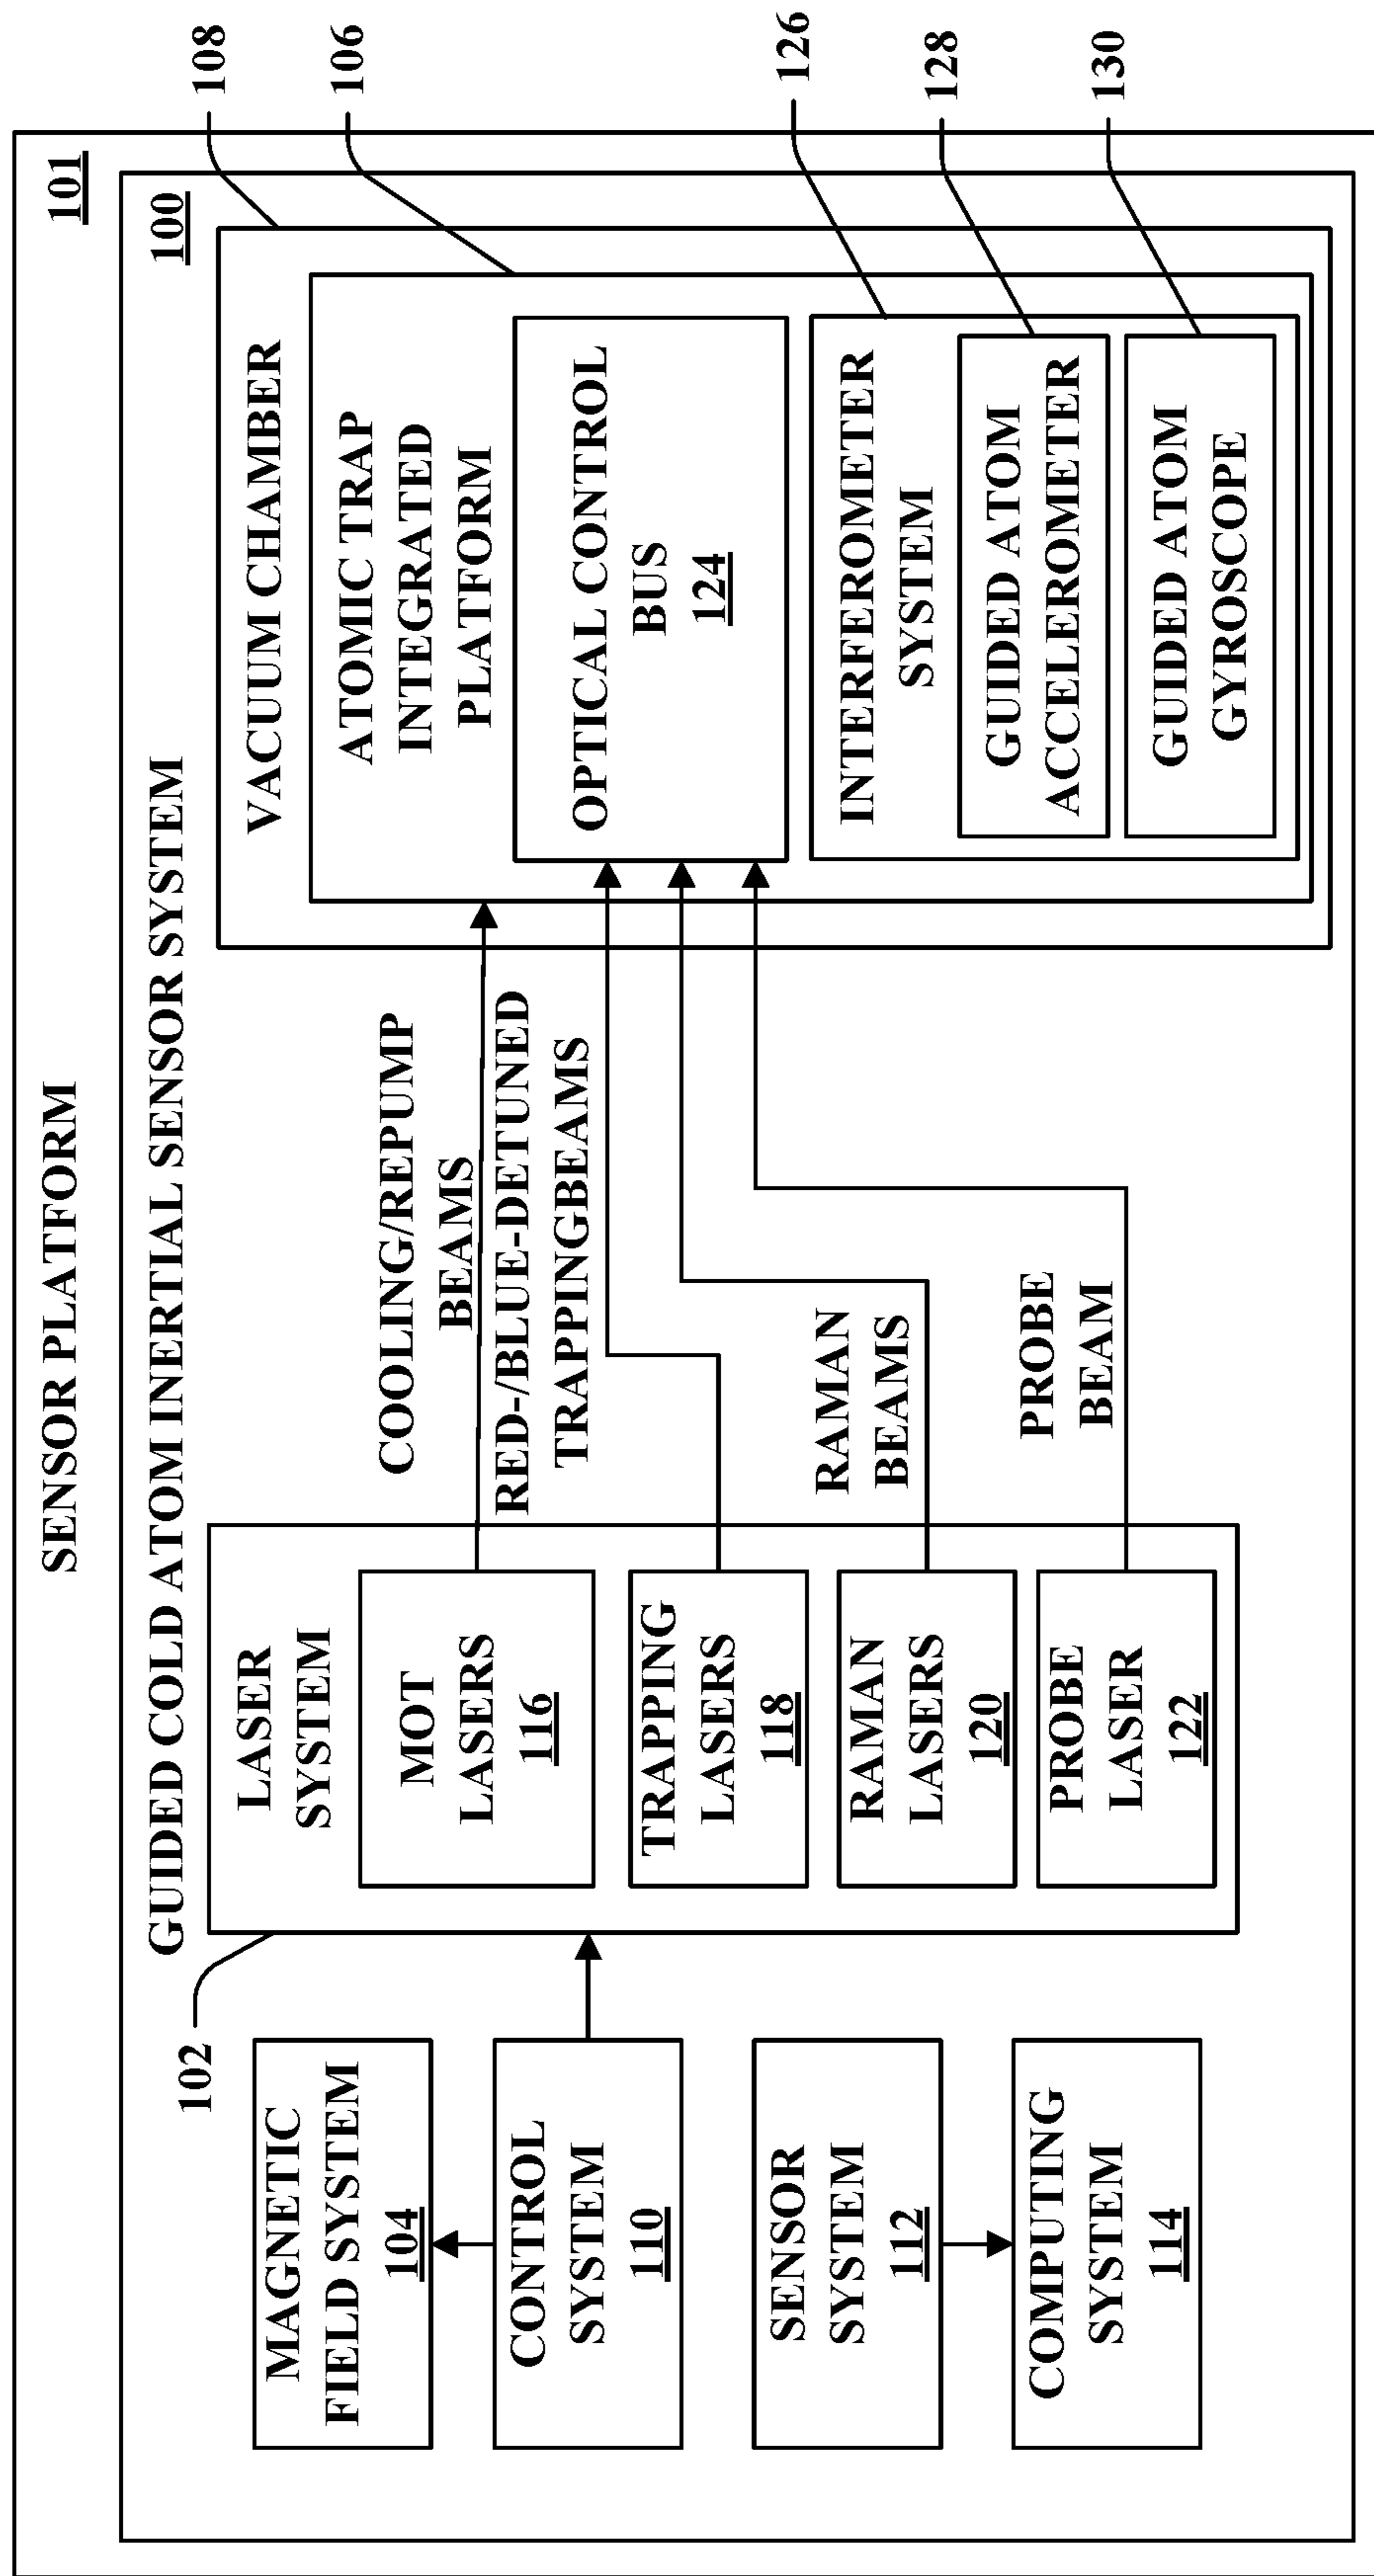 SENSOR PLATFORM
101
GUIDED COLD ATOM INERTIAL SENSOR SYSTEM
100
102
MAGNETIC
FIELD SYSTEM
104
CONTROL
SYSTEM
110
SENSOR
SYSTEM
112
COMPUTING
SYSTEM
114
LASER
SYSTEM
MOT
LASERS
116
TRAPPING
LASERS
118
RAMAN
LASERS
120
PROBE
LASER
122
COOLING/REPUMP
BEAMS
RED-/BLUE-DETUNED
TRAPPINGBEAMS
RAMAN
BEAMS
PROBE
BEAM
VACUUM CHAMBER
ATOMIC TRAP
INTEGRATED
PLATFORM
OPTICAL CONTROL
BUS
124
INTERFEROMETER
SYSTEM
GUIDED ATOM
ACCELEROMETER
GUIDED ATOM
GYROSCOPE
108
106
126
128
130